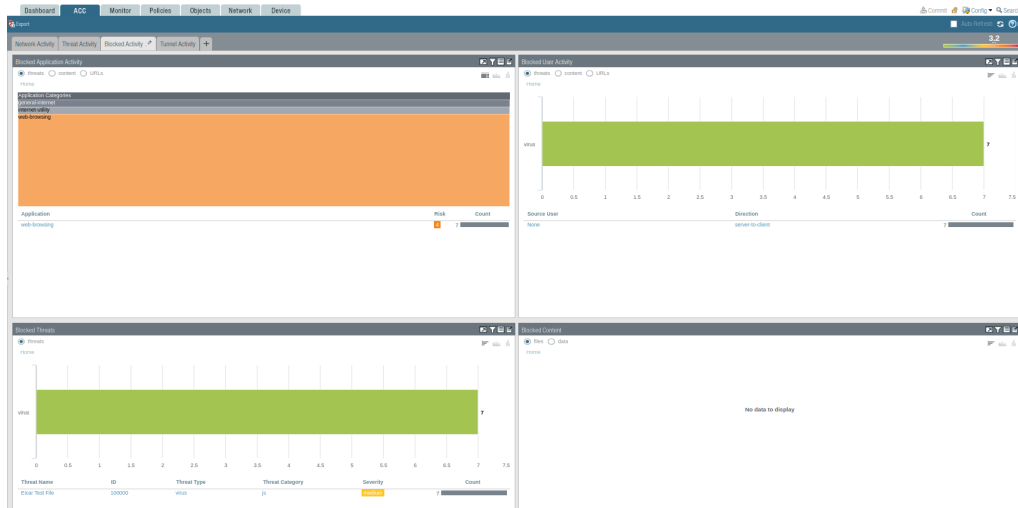 Dashboard ACC Monitor Policies Objects Network Device
Commit Config Search
Export Auto Refresh
Network Activity Threat Activity Blocked Activity Tunnel Activity +
3.2
Blocked Application Activity
threats content URLs
Home
Application Categories
general-internet
internet-utility
web-browsing
Application Risk Count
web-browsing 4 7
Blocked User Activity
threats content URLs
Home
virus 7
0 0.5 1 1.5 2 2.5 3 3.5 4 4.5 5 5.5 6 6.5 7 7.5
Source User Direction Count
None server-to-client 7
Blocked Threats
threats
Home
virus 7
0 0.5 1 1.5 2 2.5 3 3.5 4 4.5 5 5.5 6 6.5 7 7.5
Threat Name ID Threat Type Threat Category Severity Count
Eicar Test File 100000 virus js medium 7
Blocked Content
files data
Home
No data to display